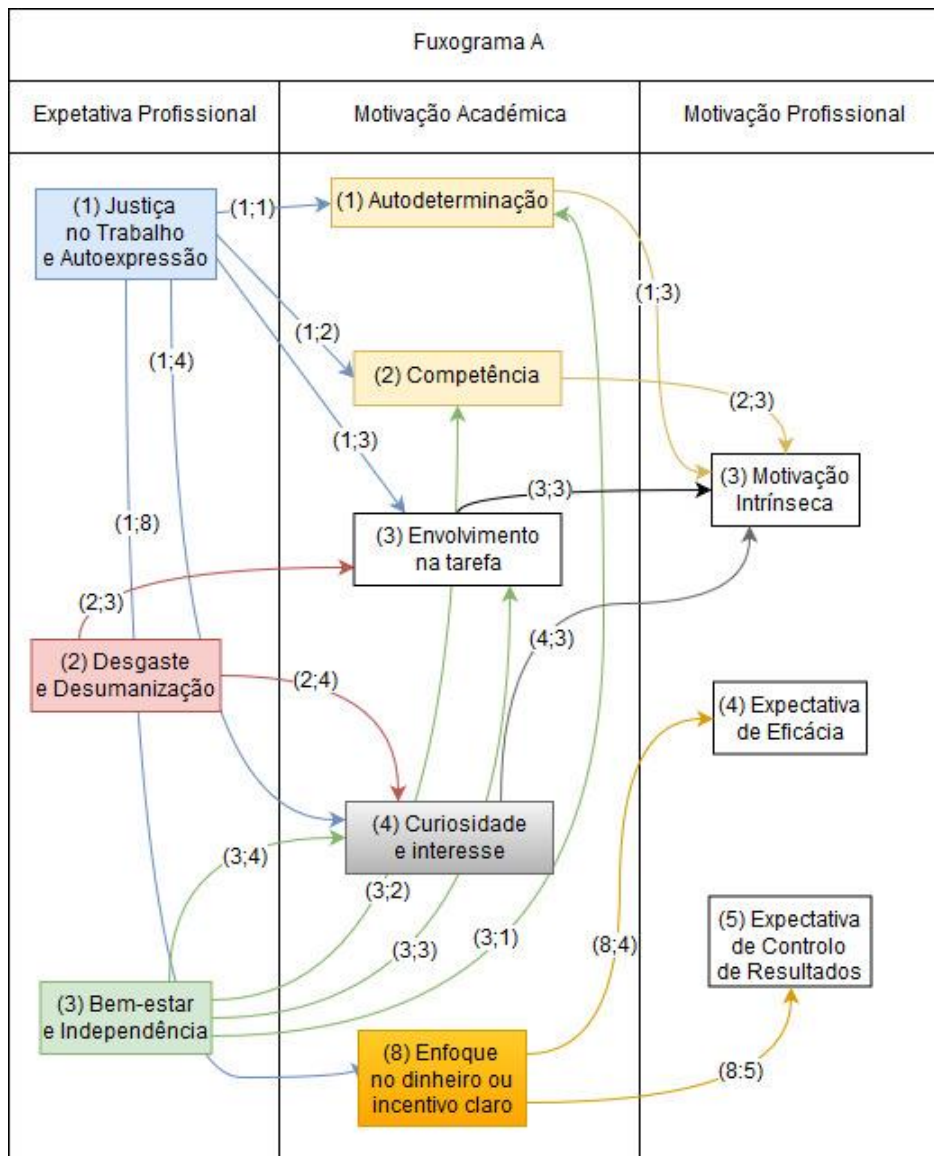 Fuxograma A
Expetativa Profissional
Motivação Académica
Motivação Profissional
(1) Justiça
no Trabalho
e Autoexpressão
(1;1)
(1) Autodeterminação
(1;3)
(1;2)
(1;4)
(2) Competência
(2;3)
(1;3)
(3) Motivação
Intrínseca
(3;3)
(1;8)
(3) Envolvimento
na tarefa
(2;3)
(4;3)
(2) Desgaste
e Desumanização
(2;4)
(4) Expectativa
de Eficácia
(4) Curiosidade
e interesse
(3;4)
(3;2)
(3;3)
(3;1)
(8;4)
(5) Expectativa
de Controlo
de Resultados
(3) Bem-estar
e Independência
(8) Enfoque
no dinheiro ou
incentivo claro
(8:5)